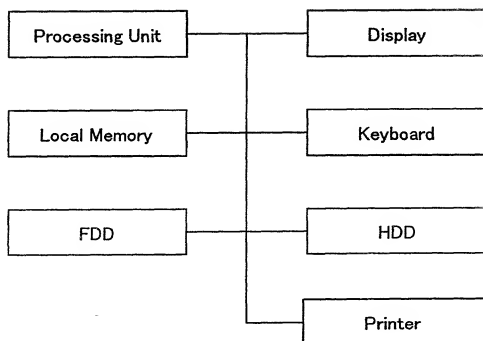 Processing Unit
Display
Local Memory
Keyboard
FDD
HDD
Printer